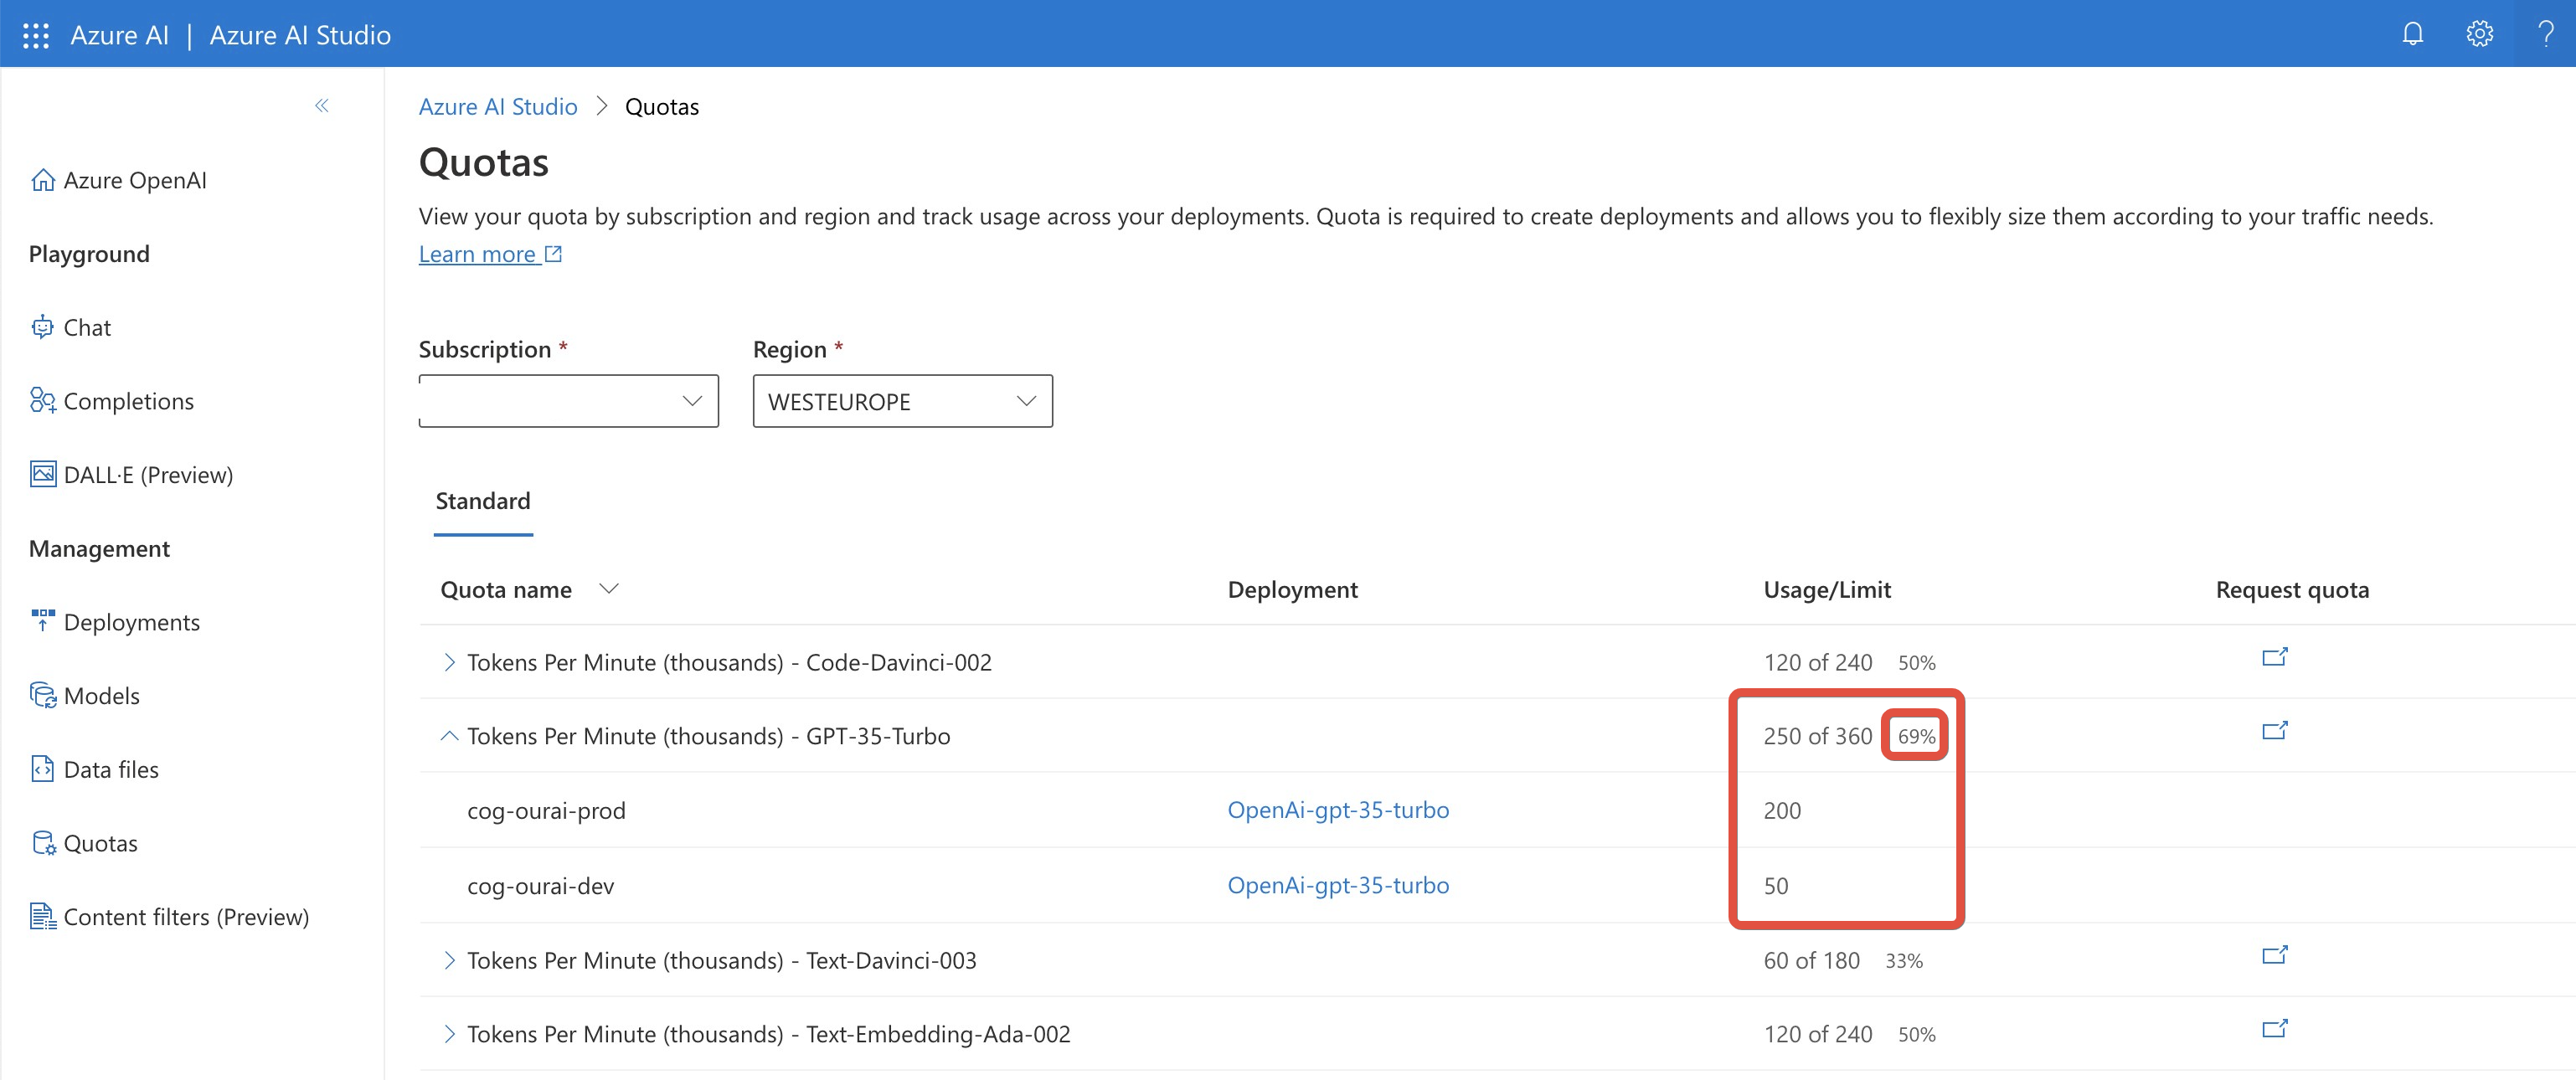 Azure AI | Azure AI Studio
Azure AI Studio > Quotas
Quotas
View your quota by subscription and region and track usage across your deployments. Quota is required to create deployments and allows you to flexibly size them according to your traffic needs.
Learn more
Azure OpenAI
Playground
Chat
Completions
DALL·E (Preview)
Management
Deployments
Models
Data files
Quotas
Content filters (Preview)
Subscription * Region *
WESTEUROPE
Standard
Quota name Deployment Usage/Limit Request quota
Tokens Per Minute (thousands) - Code-Davinci-002 120 of 240 50%
Tokens Per Minute (thousands) - GPT-35-Turbo 250 of 360 69%
cog-ourai-prod OpenAi-gpt-35-turbo 200
cog-ourai-dev OpenAi-gpt-35-turbo 50
Tokens Per Minute (thousands) - Text-Davinci-003 60 of 180 33%
Tokens Per Minute (thousands) - Text-Embedding-Ada-002 120 of 240 50%